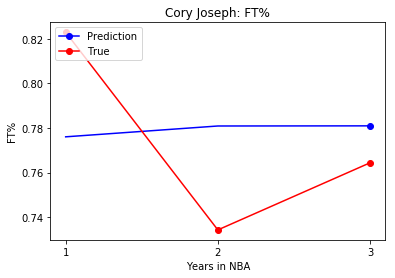 Cory Joseph: FT%
Prediction
True
0.82
0.80
0.78
0.76
0.74
FT%
1
2
3
Years in NBA